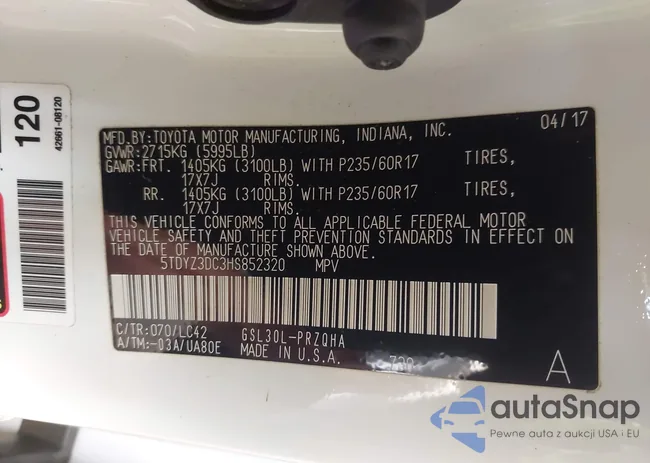 120
42661-08120
MFD.BY:TOYOTA MOTOR MANUFACTURING, INDIANA, INC. 04/17
GVWR:2715KG (5995LB)
GAWR:FRT. 1405KG (3100LB) WITH P235/60R17 TIRES,
17X7J RIMS.
RR. 1405KG (3100LB) WITH P235/60R17 TIRES,
17X7J RIMS.
THIS VEHICLE CONFORMS TO ALL APPLICABLE FEDERAL MOTOR
VEHICLE SAFETY AND THEFT PREVENTION STANDARDS IN EFFECT ON
THE DATE OF MANUFACTURE SHOWN ABOVE.
5TDYZ3DC3HS852320 MPV
C/TR:070/LC42 GSL30L-PRZQHA
A/TM:-03A/UA80E MADE IN U.S.A. A
autaSnap
Pewne auta z aukcji USA i EU